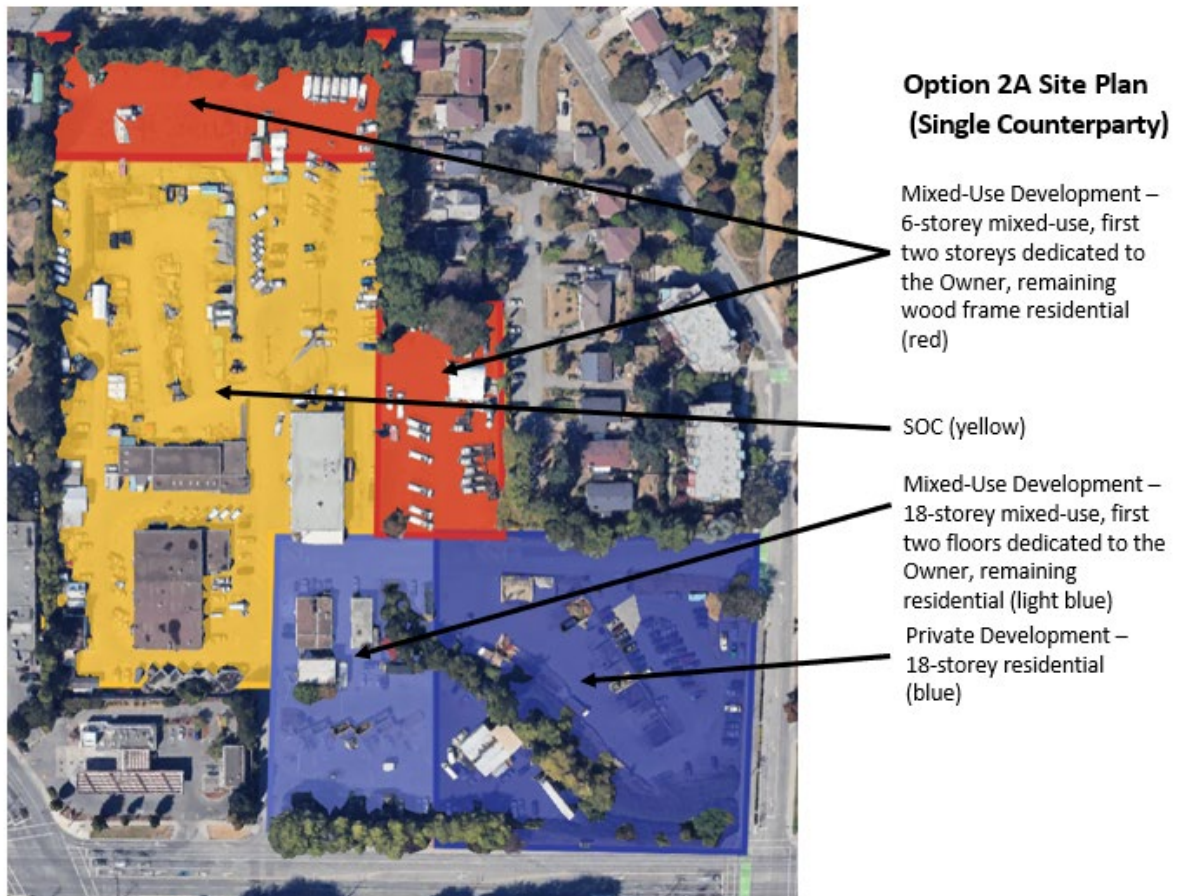 Option 2A Site Plan
(Single Counterparty)
Mixed-Use Development –
6-storey mixed-use, first
two storeys dedicated to
the Owner, remaining
wood frame residential
(red)
SOC (yellow)
Mixed-Use Development –
18-storey mixed-use, first
two floors dedicated to the
Owner, remaining
residential (light blue)
Private Development –
18-storey residential
(blue)